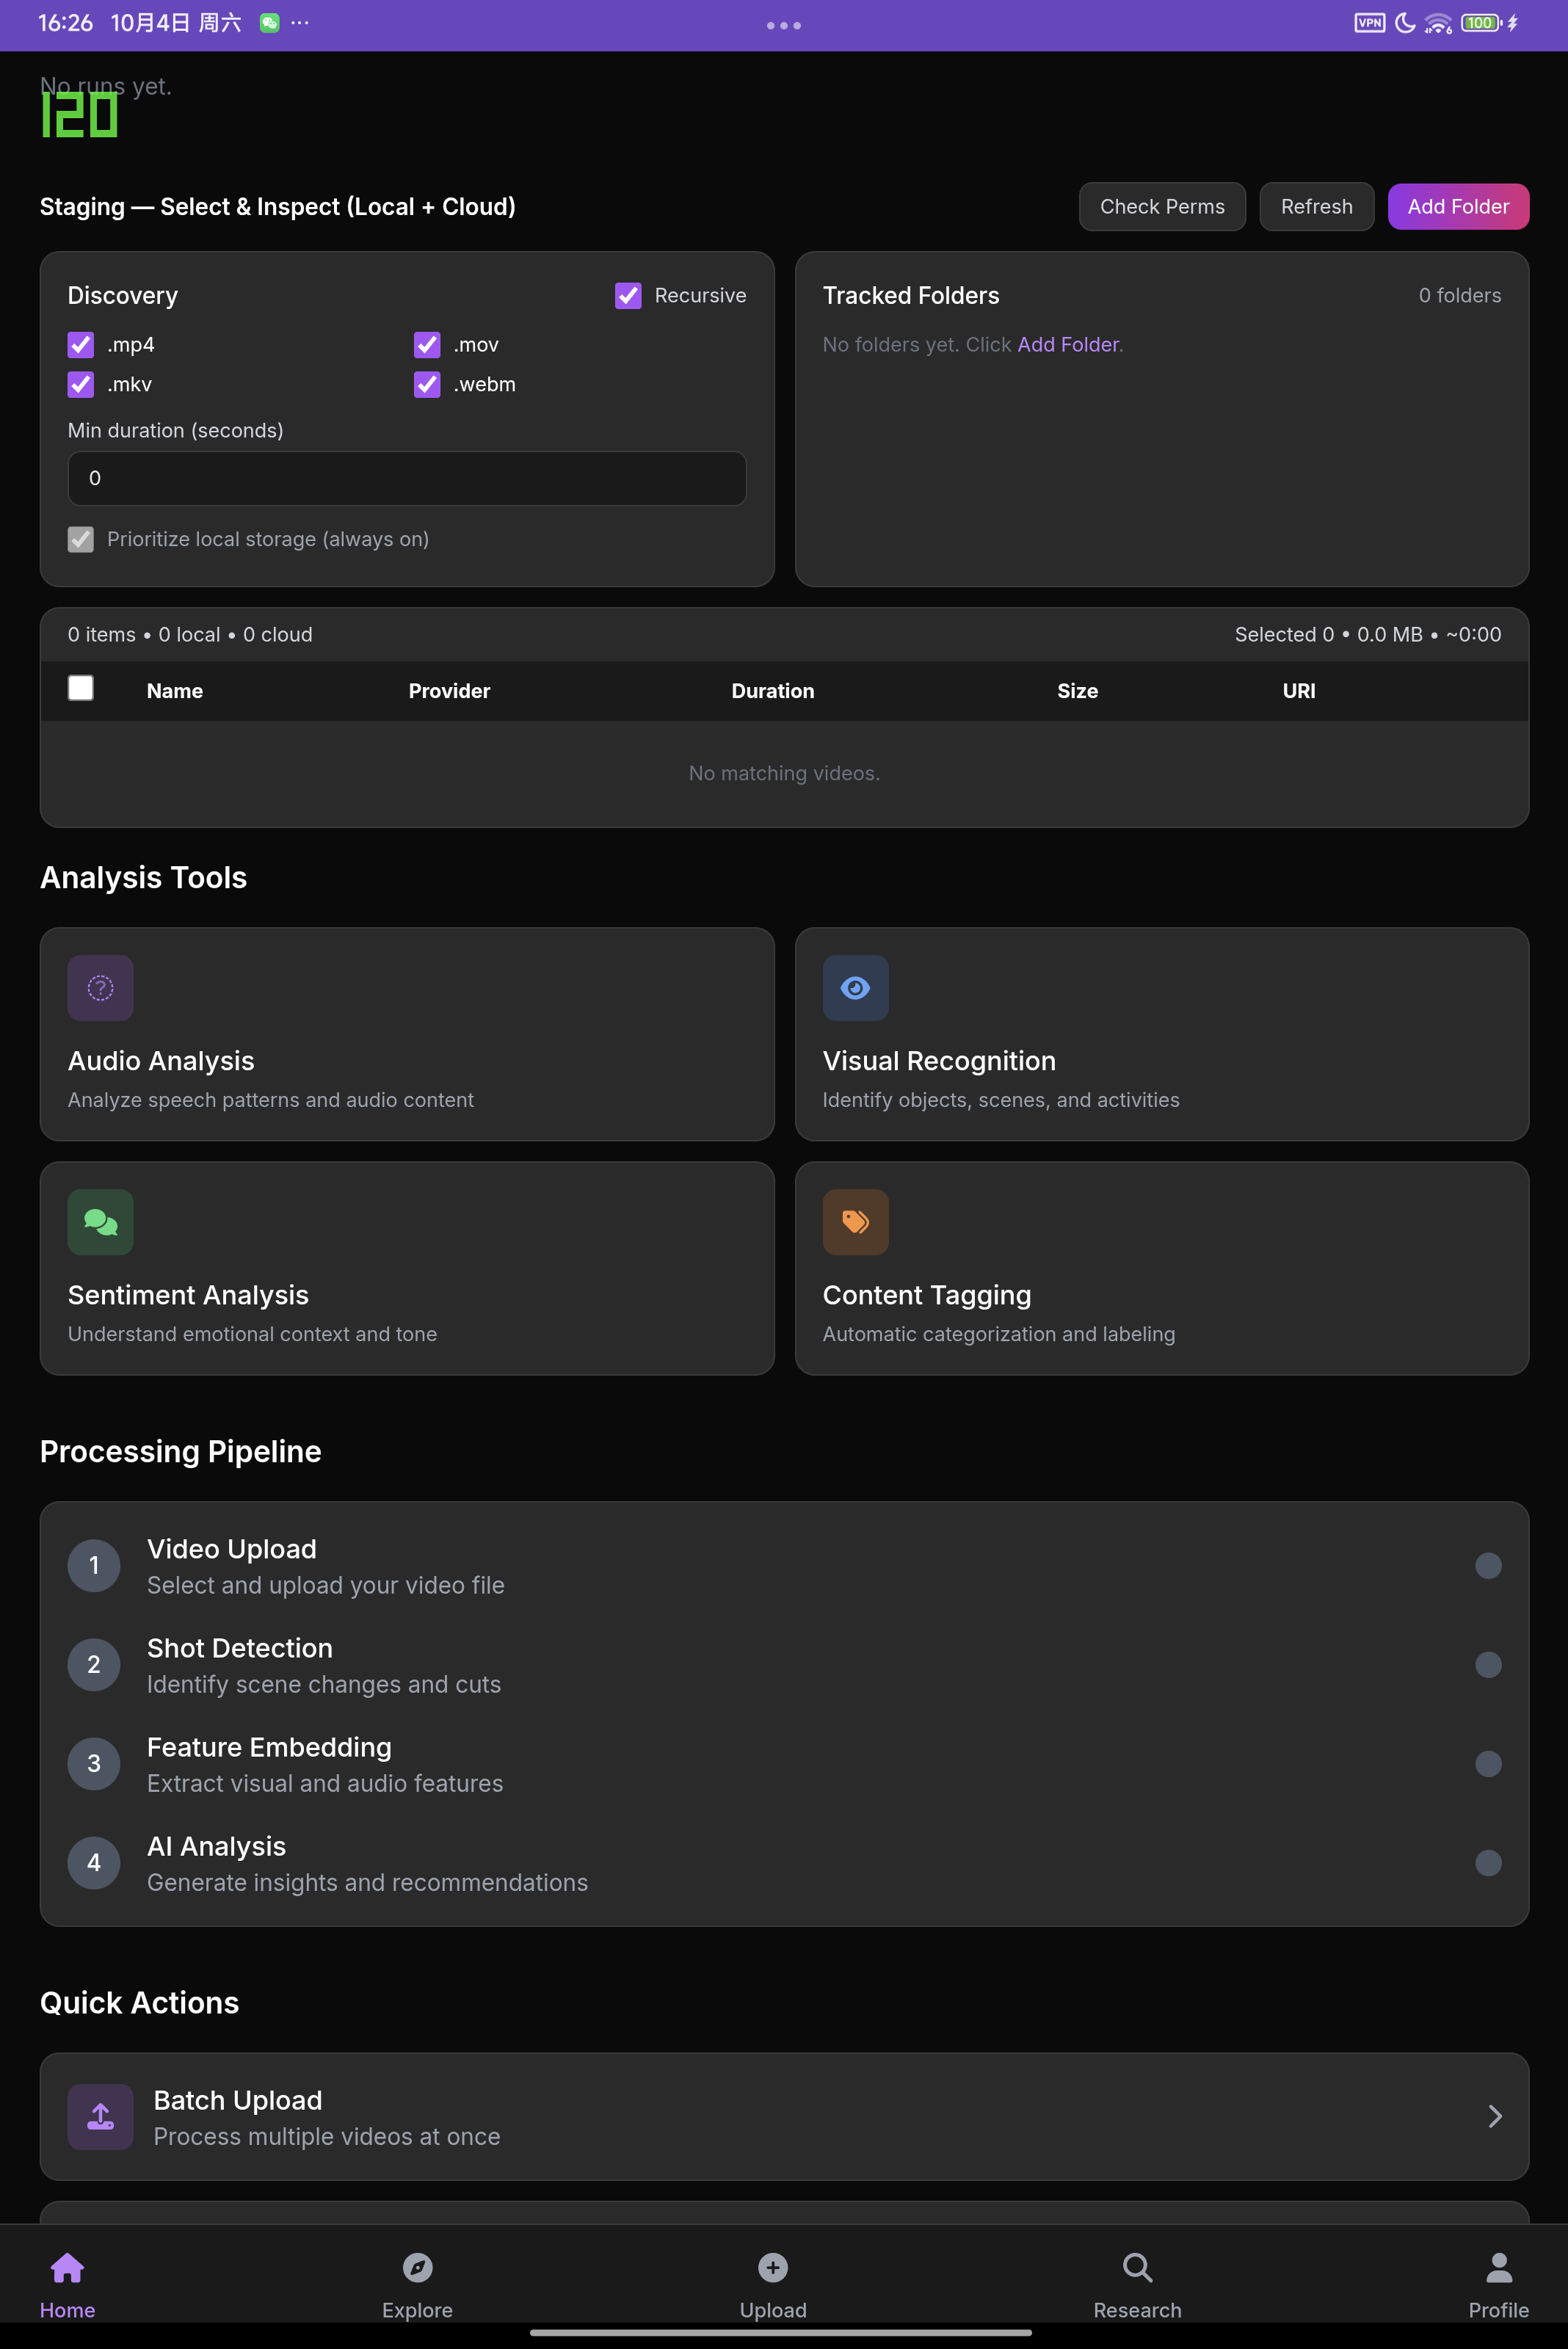 16:26 10月4日 周六 ...
VPN 6 100
No runs yet.
120
Staging — Select & Inspect (Local + Cloud) Check Perms Refresh Add Folder
Discovery Recursive
.mp4 .mov
.mkv .webm
Min duration (seconds)
0
Prioritize local storage (always on)
Tracked Folders 0 folders
No folders yet. Click Add Folder.
0 items • 0 local • 0 cloud Selected 0 • 0.0 MB • ~0:00
Name Provider Duration Size URI
No matching videos.
Analysis Tools
?
Audio Analysis
Analyze speech patterns and audio content
Visual Recognition
Identify objects, scenes, and activities
Sentiment Analysis
Understand emotional context and tone
Content Tagging
Automatic categorization and labeling
Processing Pipeline
1 Video Upload
Select and upload your video file
2 Shot Detection
Identify scene changes and cuts
3 Feature Embedding
Extract visual and audio features
4 AI Analysis
Generate insights and recommendations
Quick Actions
Batch Upload
Process multiple videos at once
Home Explore Upload Research Profile